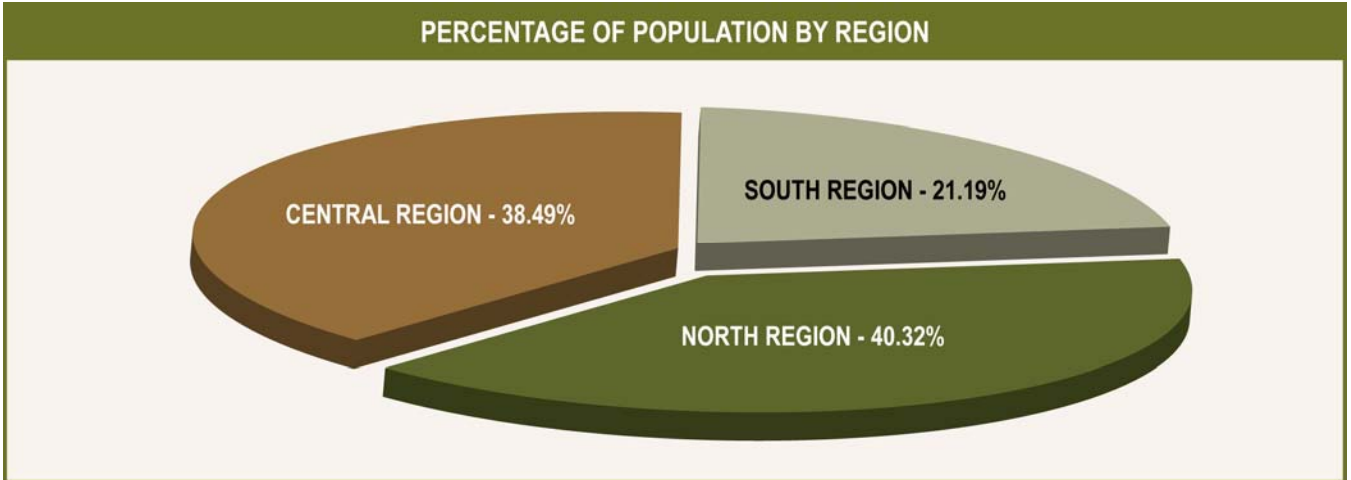 PERCENTAGE OF POPULATION BY REGION
SOUTH REGION - 21.19%
CENTRAL REGION - 38.49%
NORTH REGION - 40.32%